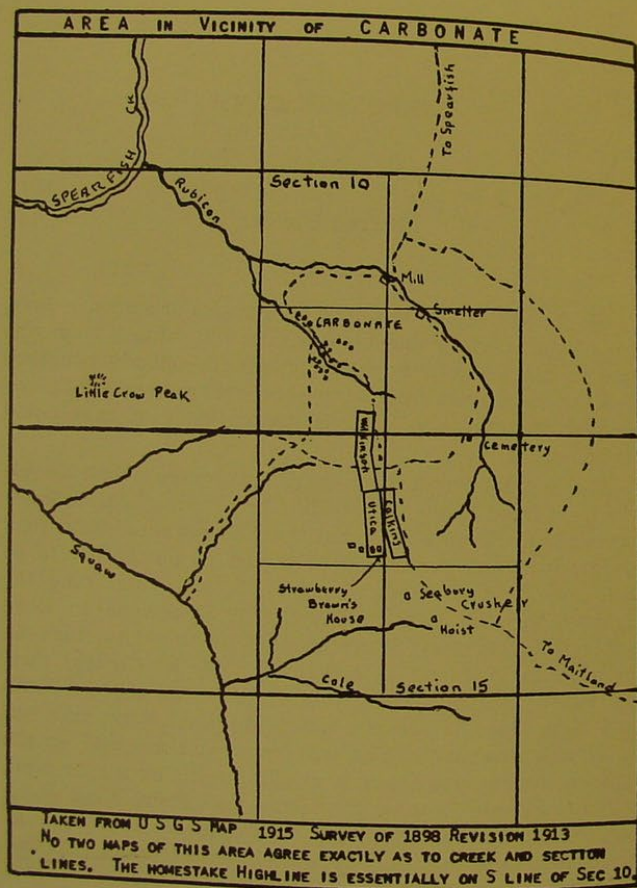 AREA IN VICINITY OF CARBONATE
To Spearfish
SPEARFISH CK
Rubicon
Section 10
Mill
Smelter
CARBONATE
Little Crow Peak
Wilkinson
Cemetery
Utica
Calkins
Squaw
Strawberry
Brown's
House
Seabury
Crusher
Hoist
To Maitland
Cole
Section 15
TAKEN FROM U S G S MAP 1915 SURVEY OF 1898 REVISION 1913
NO TWO MAPS OF THIS AREA AGREE EXACTLY AS TO CREEK AND SECTION
LINES. THE HOMESTAKE HIGHLINE IS ESSENTIALLY ON S LINE OF SEC 10.